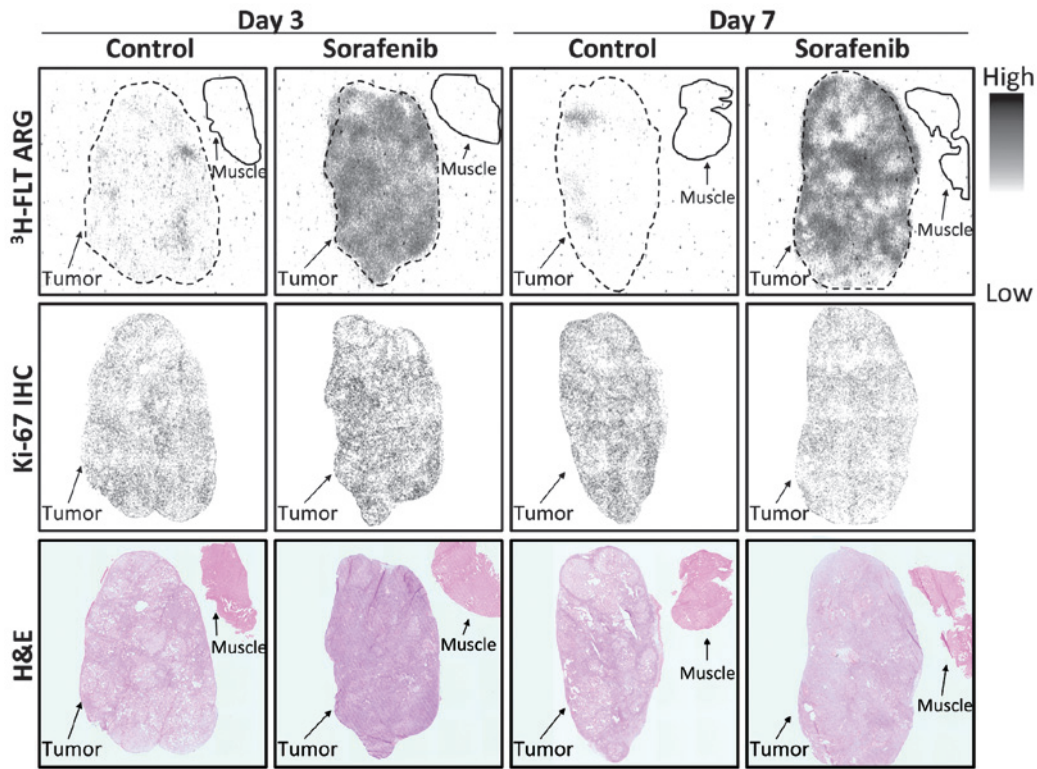 Day 3
Day 7
Control
Sorafenib
Control
Sorafenib
³H-FLT ARG
Muscle
Tumor
Muscle
Tumor
Muscle
Tumor
Muscle
Tumor
High
Low
Ki-67 IHC
Tumor
Tumor
Tumor
Tumor
H&E
Muscle
Tumor
Muscle
Tumor
Muscle
Tumor
Muscle
Tumor